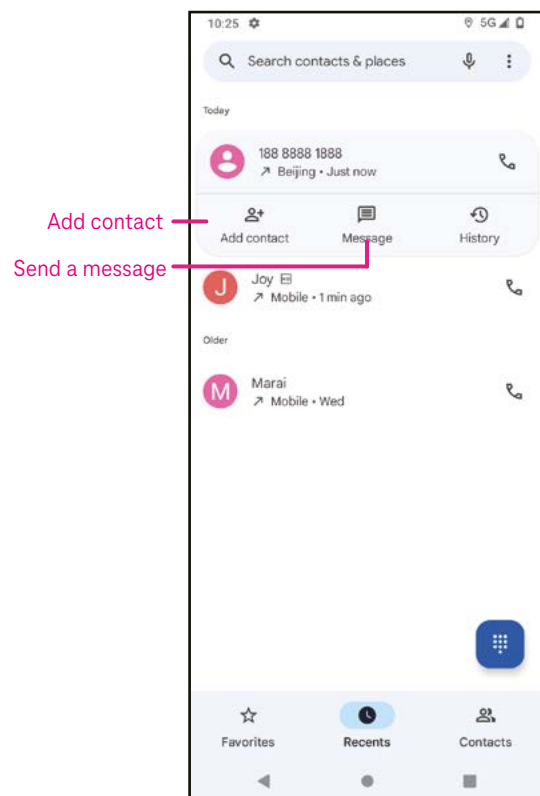 10:25 5G
Search contacts & places
Today
188 8888 1888
Beijing • Just now
Add contact
Add contact Message History
Send a message
J Joy
Mobile • 1 min ago
Older
M Marai
Mobile • Wed
Favorites Recents Contacts